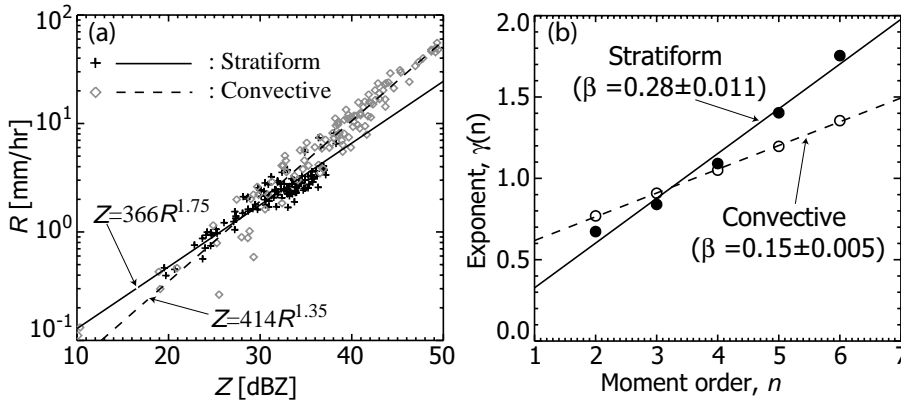 (a)
: Stratiform
: Convective
Z=366R^1.75
Z=414R^1.35
R [mm/hr]
10^2
10^1
10^0
10^-1
10 20 30 40 50
Z [dBZ]
(b)
Stratiform
(β =0.28±0.011)
Convective
(β =0.15±0.005)
Exponent, γ(n)
2.0
1.5
1.0
0.5
0.0
1 2 3 4 5 6 7
Moment order, n